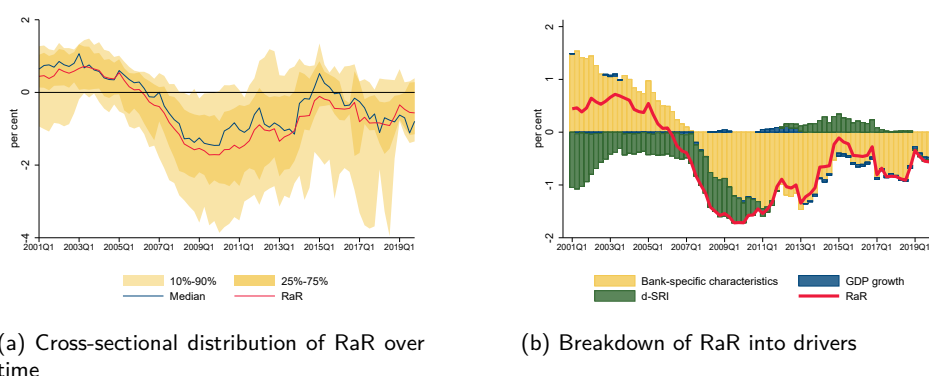 2
0
-2
-4
per cent
2001Q1 2003Q1 2005Q1 2007Q1 2009Q1 2011Q1 2013Q1 2015Q1 2017Q1 2019Q1
10%-90% 25%-75%
Median RaR
(a) Cross-sectional distribution of RaR over
time
2
1
0
-1
-2
per cent
2001Q1 2003Q1 2005Q1 2007Q1 2009Q1 2011Q1 2013Q1 2015Q1 2017Q1 2019Q1
Bank-specific characteristics GDP growth
d-SRI RaR
(b) Breakdown of RaR into drivers